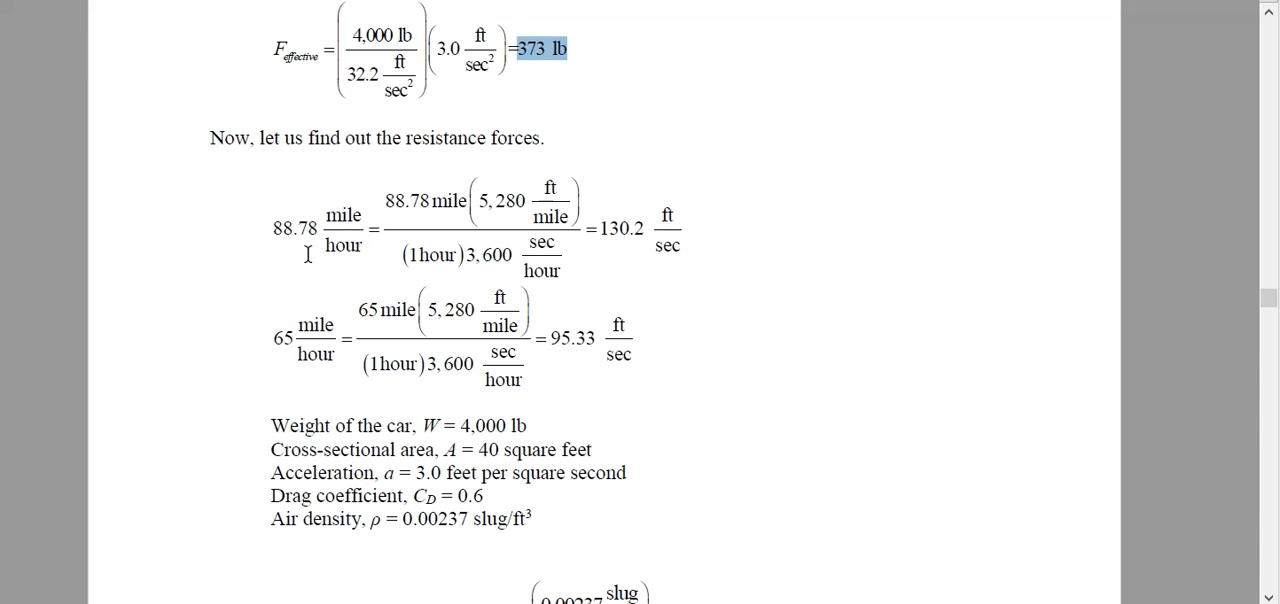 F_effective = (4,000 lb / 32.2 ft/sec²)(3.0 ft/sec²)=373 lb
Now, let us find out the resistance forces.
88.78 mile/hour = 88.78 mile(5,280 ft/mile) / (1hour)3,600 sec/hour = 130.2 ft/sec
65 mile/hour = 65 mile(5,280 ft/mile) / (1hour)3,600 sec/hour = 95.33 ft/sec
Weight of the car, W = 4,000 lb
Cross-sectional area, A = 40 square feet
Acceleration, a = 3.0 feet per square second
Drag coefficient, C_D = 0.6
Air density, ρ = 0.00237 slug/ft³
(0.00237 slug)